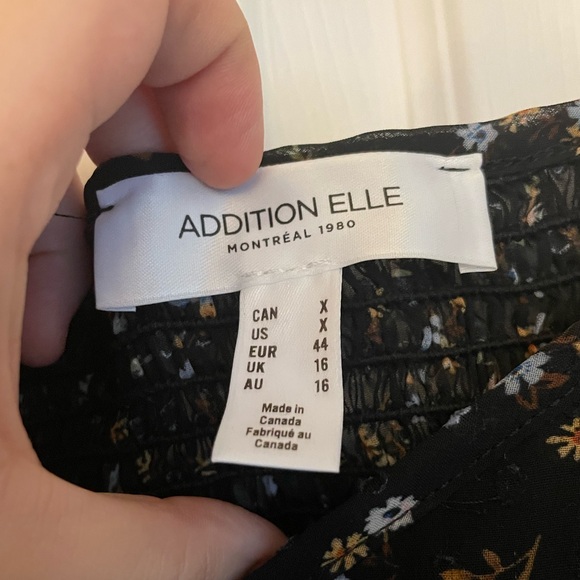 ADDITION ELLE
MONTRÉAL 1980
CAN X
US X
EUR 44
UK 16
AU 16
Made in
Canada
Fabriqué au
Canada